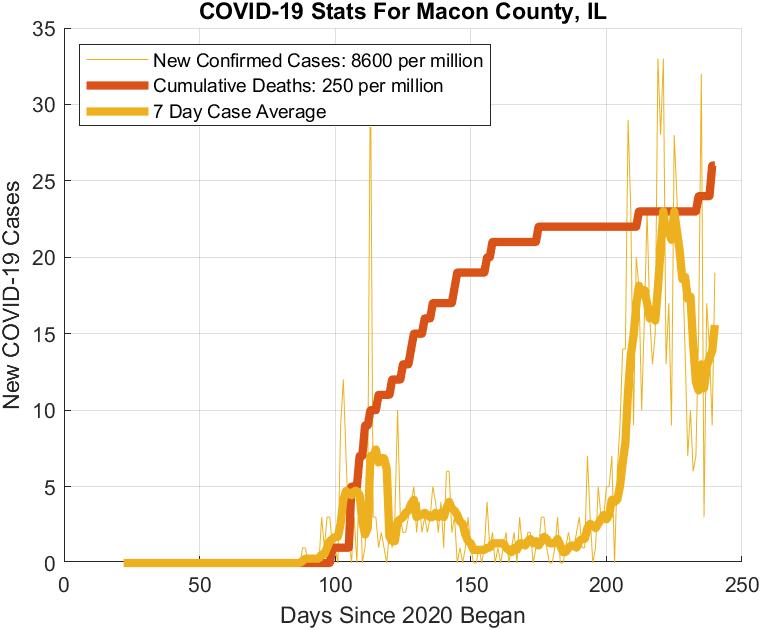 COVID-19 Stats For Macon County, IL
New Confirmed Cases: 8600 per million
Cumulative Deaths: 250 per million
7 Day Case Average
New COVID-19 Cases
35
30
25
20
15
10
5
0
0 50 100 150 200 250
Days Since 2020 Began